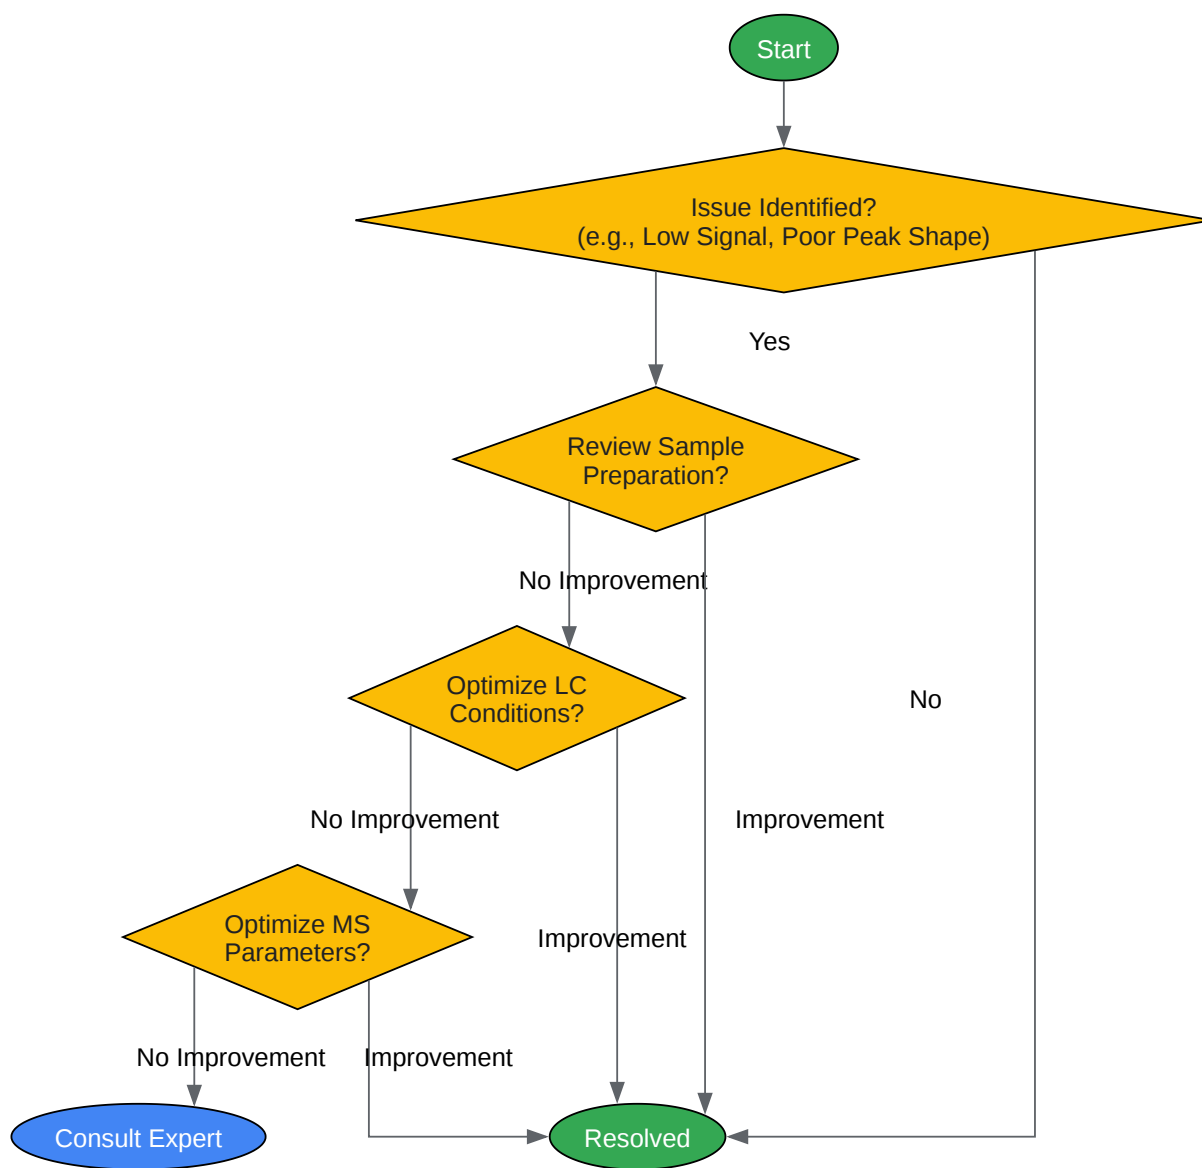 Start
Issue Identified?
(e.g., Low Signal, Poor Peak Shape)
Yes
Review Sample
Preparation?
No Improvement
Optimize LC
Conditions?
No
No Improvement
Improvement
Optimize MS
Parameters?
Improvement
No Improvement
Improvement
Consult Expert
Resolved